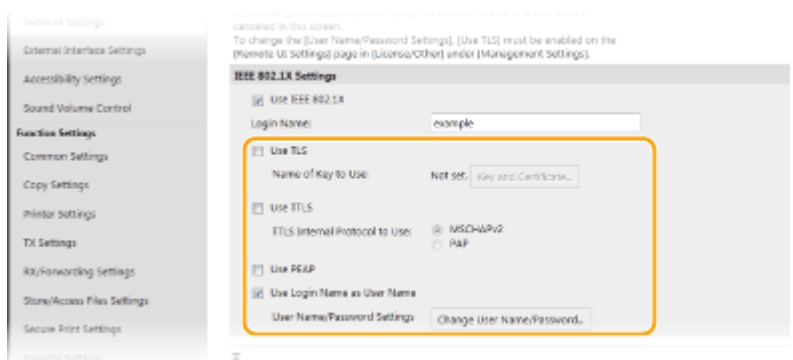 Network Settings
External Interface Settings
Accessibility Settings
Sound Volume Control
Function Settings
Common Settings
Copy Settings
Printer Settings
TX Settings
RX/Forwarding Settings
Store/Access Files Settings
Secure Print Settings
Favorite Settings
canceled in this screen.
To change the [User Name/Password Settings], [Use TLS] must be enabled on the
[Remote UI Settings] page in [License/Other] under [Management Settings].
IEEE 802.1X Settings
Use IEEE 802.1X
Login Name: example
Use TLS
Name of Key to Use: Not set. Key and Certificate...
Use TTLS
TTLS Internal Protocol to Use: MSCHAPv2
PAP
Use PEAP
Use Login Name as User Name
User Name/Password Settings Change User Name/Password...